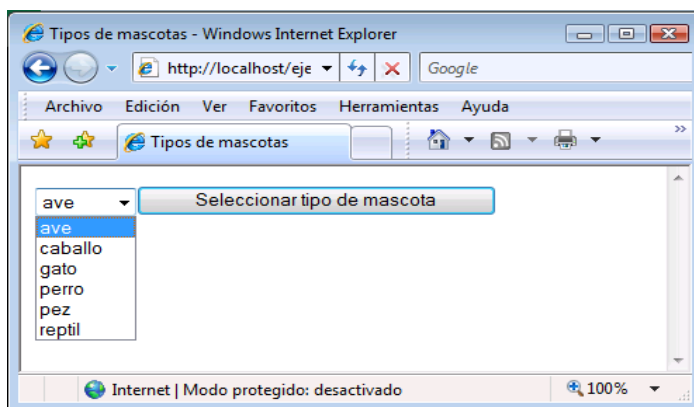 Tipos de mascotas - Windows Internet Explorer
http://localhost/eje
Google
Archivo Edición Ver Favoritos Herramientas Ayuda
Tipos de mascotas
ave
Seleccionar tipo de mascota
ave
caballo
gato
perro
pez
reptil
Internet | Modo protegido: desactivado
100%